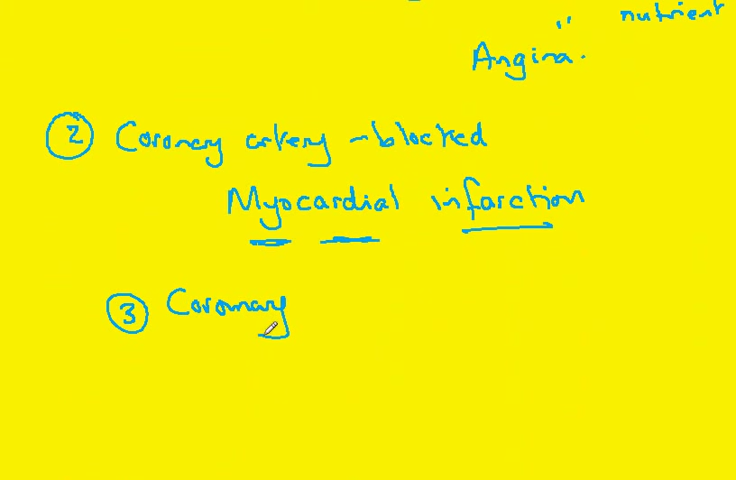 nutrient
Angina.
2 Coronary artery - blocked
Myocardial infarction
3 Coronary